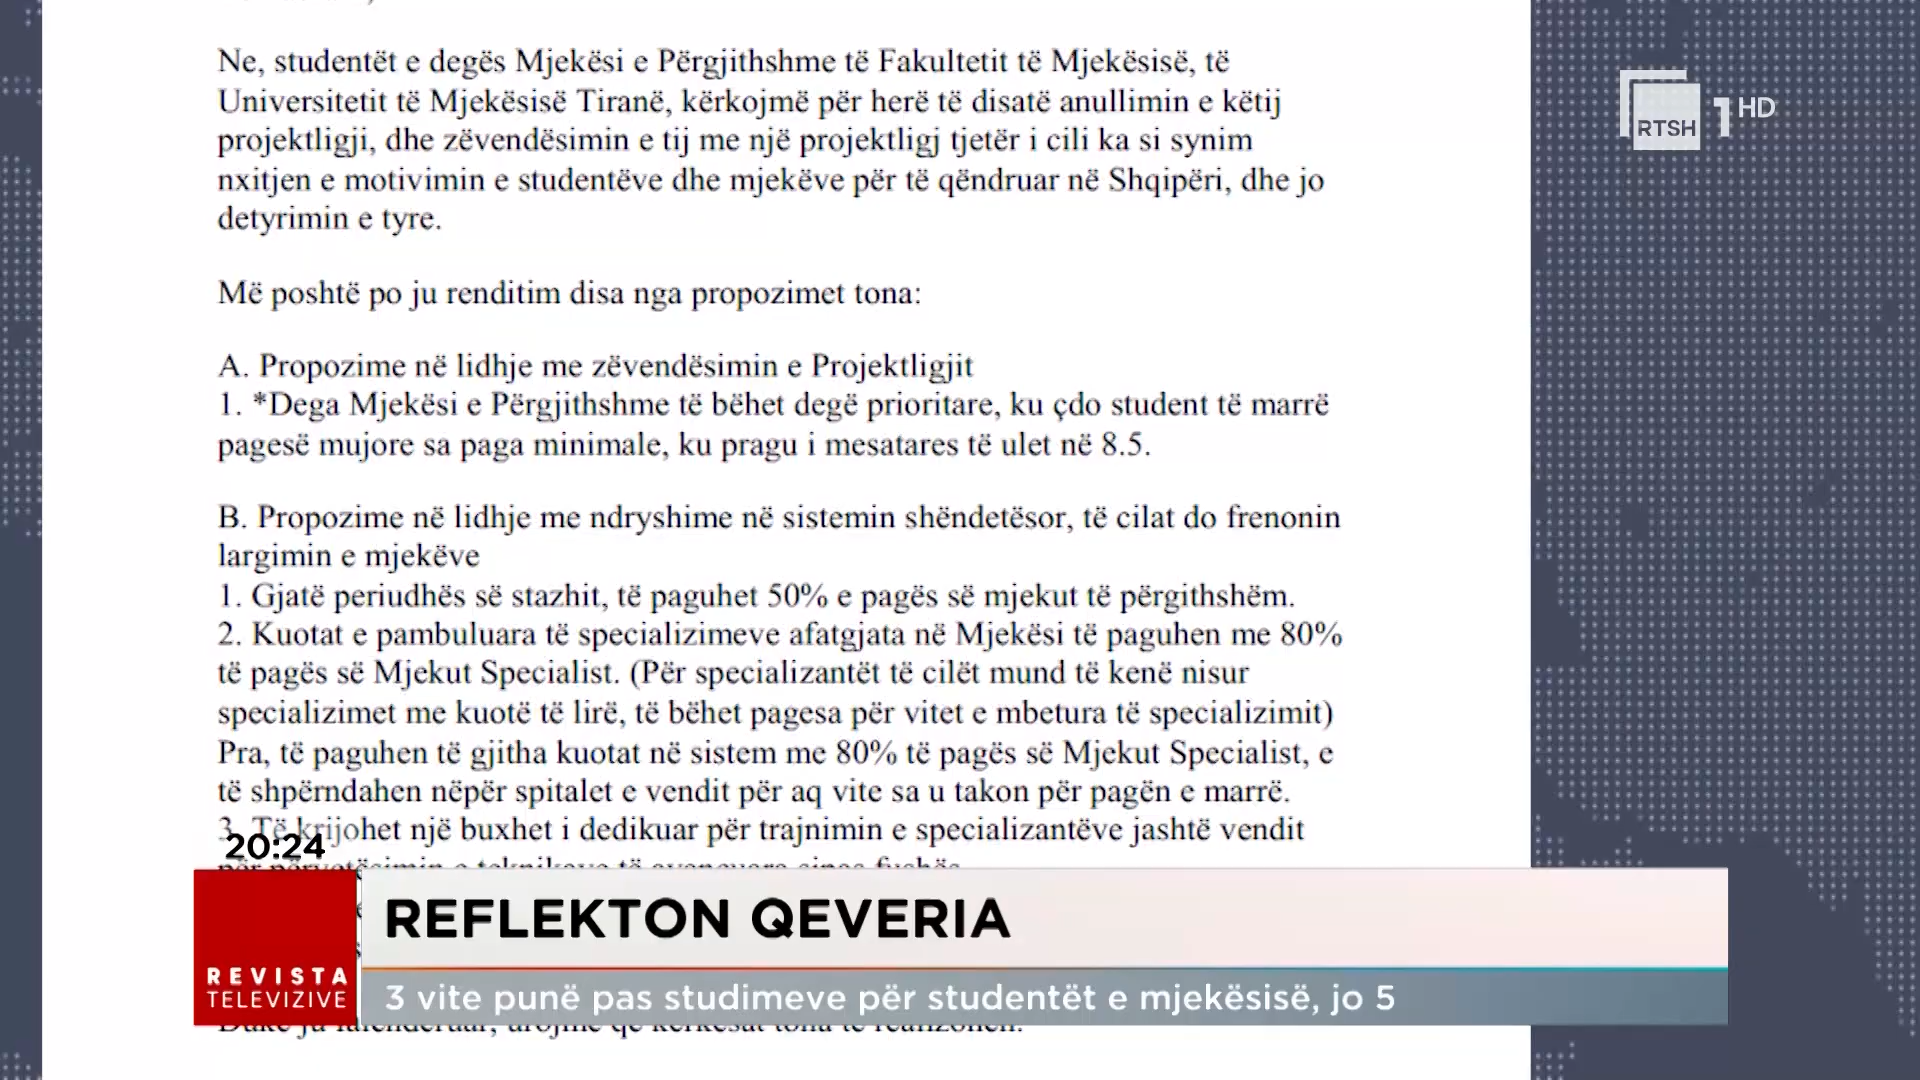 Ne, studentët e degës Mjekësi e Përgjithshme të Fakultetit të Mjekësisë, të
Universitetit të Mjekësisë Tiranë, kërkojmë për herë të disatë anullimin e këtij
projektligji, dhe zëvendësimin e tij me një projektligj tjetër i cili ka si synim
nxitjen e motivimin e studentëve dhe mjekëve për të qëndruar në Shqipëri, dhe jo
detyrimin e tyre.
Më poshtë po ju renditim disa nga propozimet tona:
A. Propozime në lidhje me zëvendësimin e Projektligjit
1. *Dega Mjekësi e Përgjithshme të bëhet degë prioritare, ku çdo student të marrë
pagesë mujore sa paga minimale, ku pragu i mesatares të ulet në 8.5.
B. Propozime në lidhje me ndryshime në sistemin shëndetësor, të cilat do frenonin
largimin e mjekëve
1. Gjatë periudhës së stazhit, të paguhet 50% e pagës së mjekut të përgithshëm.
2. Kuotat e pambuluara të specializimeve afatgjata në Mjekësi të paguhen me 80%
të pagës së Mjekut Specialist. (Për specializantët të cilët mund të kenë nisur
specializimet me kuotë të lirë, të bëhet pagesa për vitet e mbetura të specializimit)
Pra, të paguhen të gjitha kuotat në sistem me 80% të pagës së Mjekut Specialist, e
të shpërndahen nëpër spitalet e vendit për aq vite sa u takon për pagën e marrë.
3. Të krijohet një buxhet i dedikuar për trajnimin e specializantëve jashtë vendit
20:24
REFLEKTON QEVERIA
REVISTA
TELEVIZIVE
3 vite punë pas studimeve për studentët e mjekësisë, jo 5
RTSH 1 HD